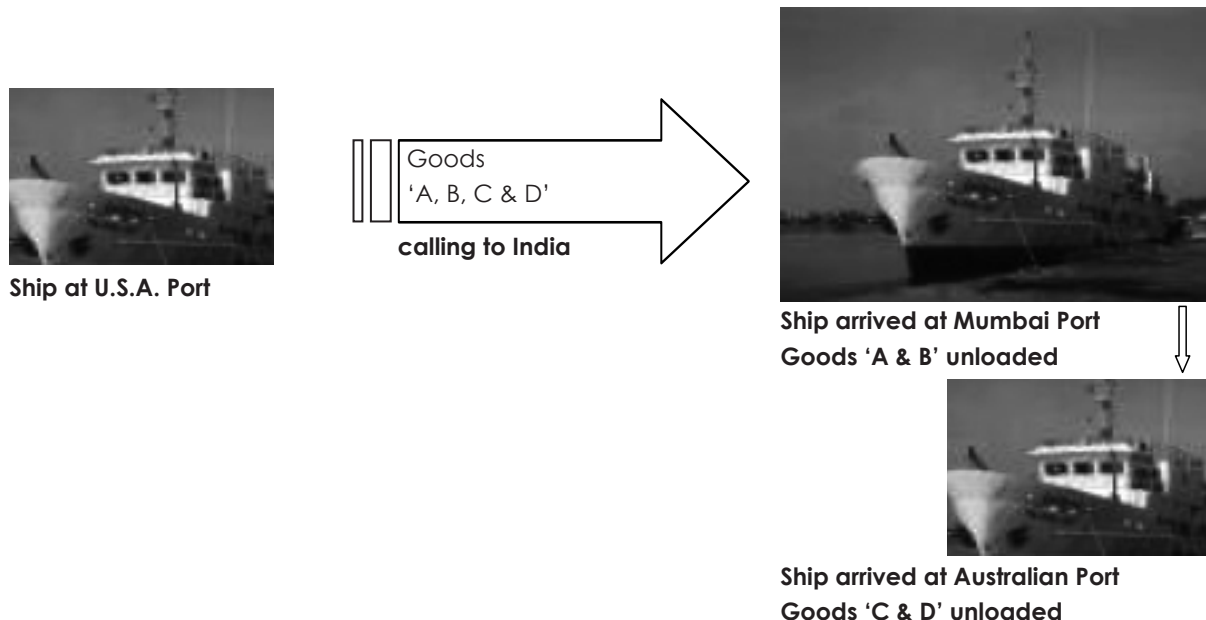 Goods
‘A, B, C & D’
calling to India
Ship at U.S.A. Port
Ship arrived at Mumbai Port
Goods ‘A & B’ unloaded
Ship arrived at Australian Port
Goods ‘C & D’ unloaded